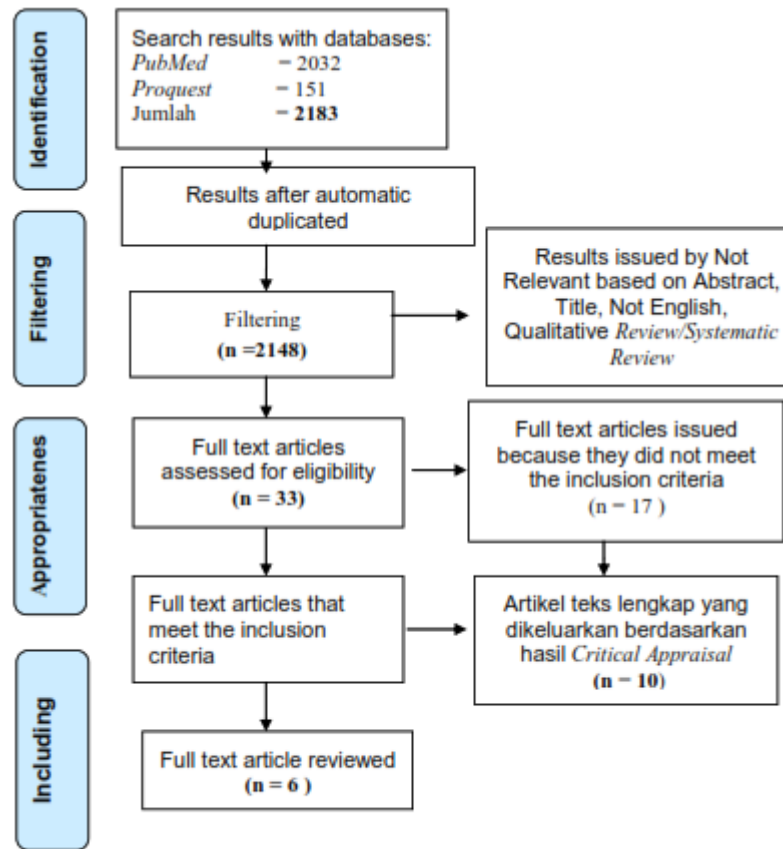 Identification
Search results with databases:
PubMed = 2032
Proquest = 151
Jumlah = 2183
Results after automatic
duplicated
Filtering
Filtering
(n =2148)
Results issued by Not
Relevant based on Abstract,
Title, Not English,
Qualitative Review/Systematic
Review
Appropriatenes
Full text articles
assessed for eligibility
(n = 33)
Full text articles issued
because they did not meet
the inclusion criteria
(n = 17 )
Full text articles that
meet the inclusion
criteria
Artikel teks lengkap yang
dikeluarkan berdasarkan
hasil Critical Appraisal
(n = 10)
Including
Full text article reviewed
(n = 6 )